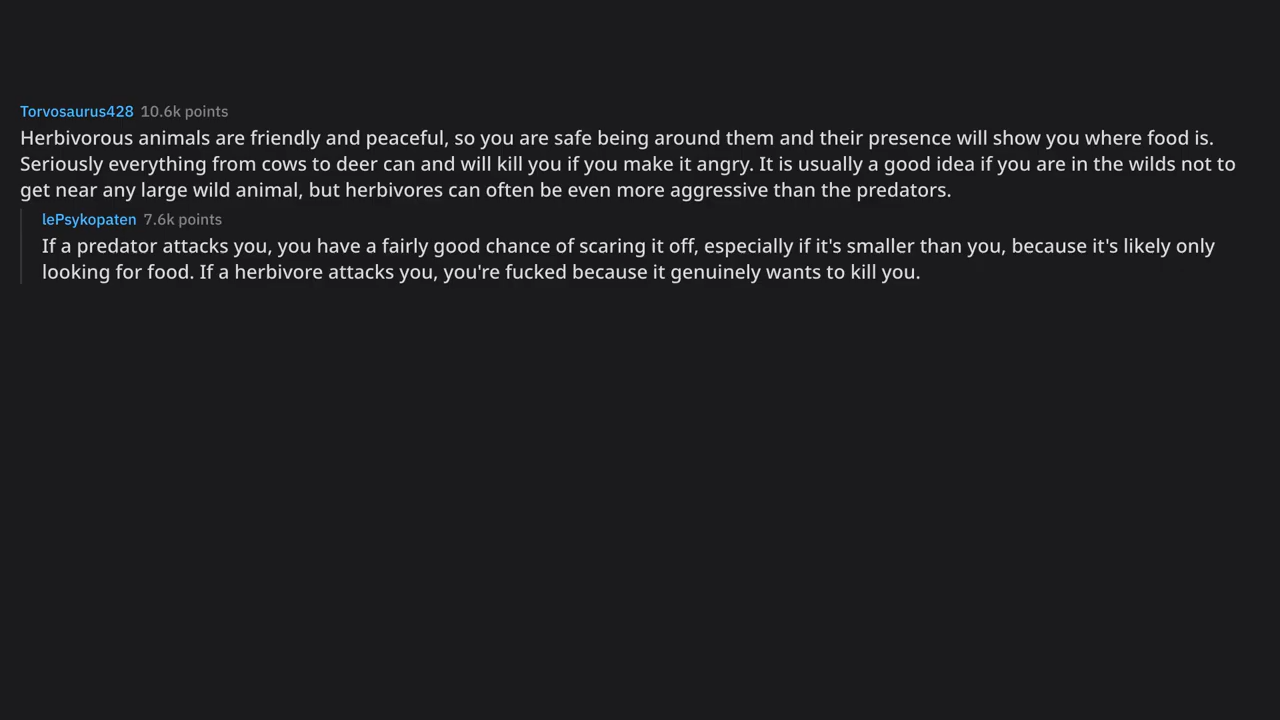 Torvosaurus428 10.6k points
Herbivorous animals are friendly and peaceful, so you are safe being around them and their presence will show you where food is.
Seriously everything from cows to deer can and will kill you if you make it angry. It is usually a good idea if you are in the wilds not to
get near any large wild animal, but herbivores can often be even more aggressive than the predators.
lePsykopaten 7.6k points
If a predator attacks you, you have a fairly good chance of scaring it off, especially if it's smaller than you, because it's likely only
looking for food. If a herbivore attacks you, you're fucked because it genuinely wants to kill you.